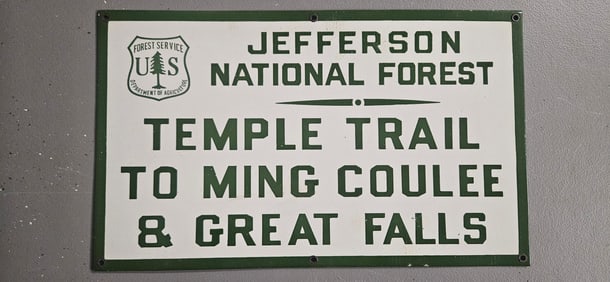 FOREST SERVICE
U S
DEPARTMENT OF AGRICULTURE
JEFFERSON
NATIONAL FOREST
TEMPLE TRAIL
TO MING COULEE
& GREAT FALLS